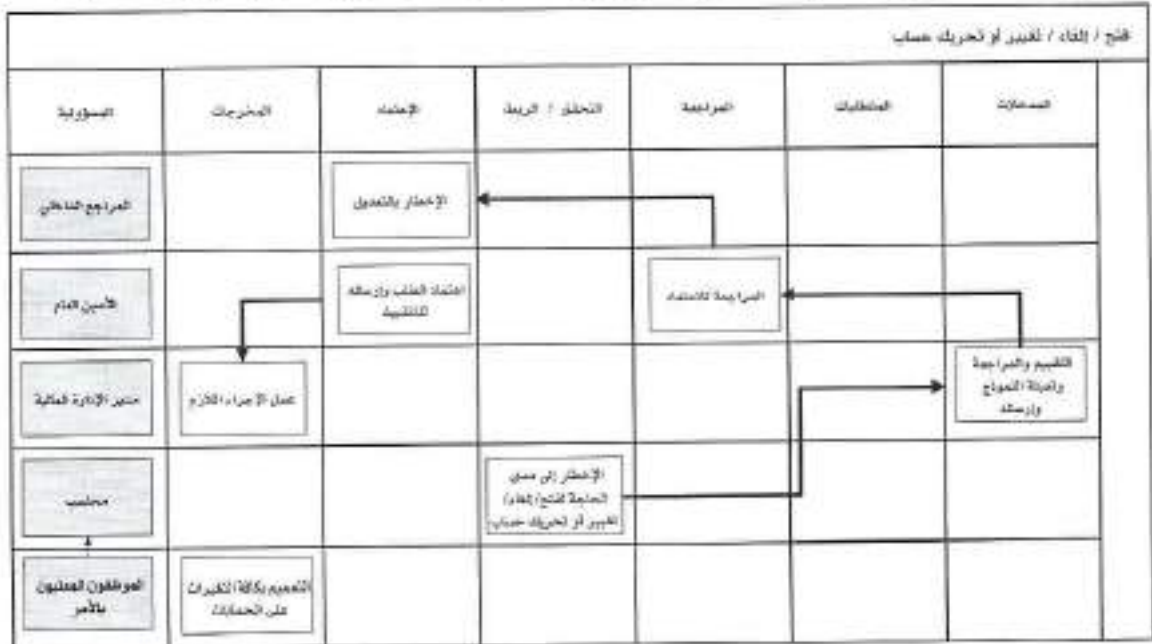 فتح / إلغاء / تغيير أو تحريك حساب
المدخلات
المتطلبات
المراجعة
التحقق / الربط
الإعتماد
المخرجات
المسؤولية
الإخطار بالتعديل
المراجع الداخلي
المراجعة للاعتماد
اعتماد الطلب وإرساله
للتنفيذ
الأمين العام
التقييم والمراجعة
وتعبئة النموذج
وإرساله
عمل الإجراء اللازم
مدير الإدارة المالية
الإخطار إلى مدى
الحاجة لفتح/ إلغاء/
تغيير أو تحريك حساب
محاسب
التعميم بكافة التغيرات
على الحسابات
الموظفون المعنيون
بالأمر